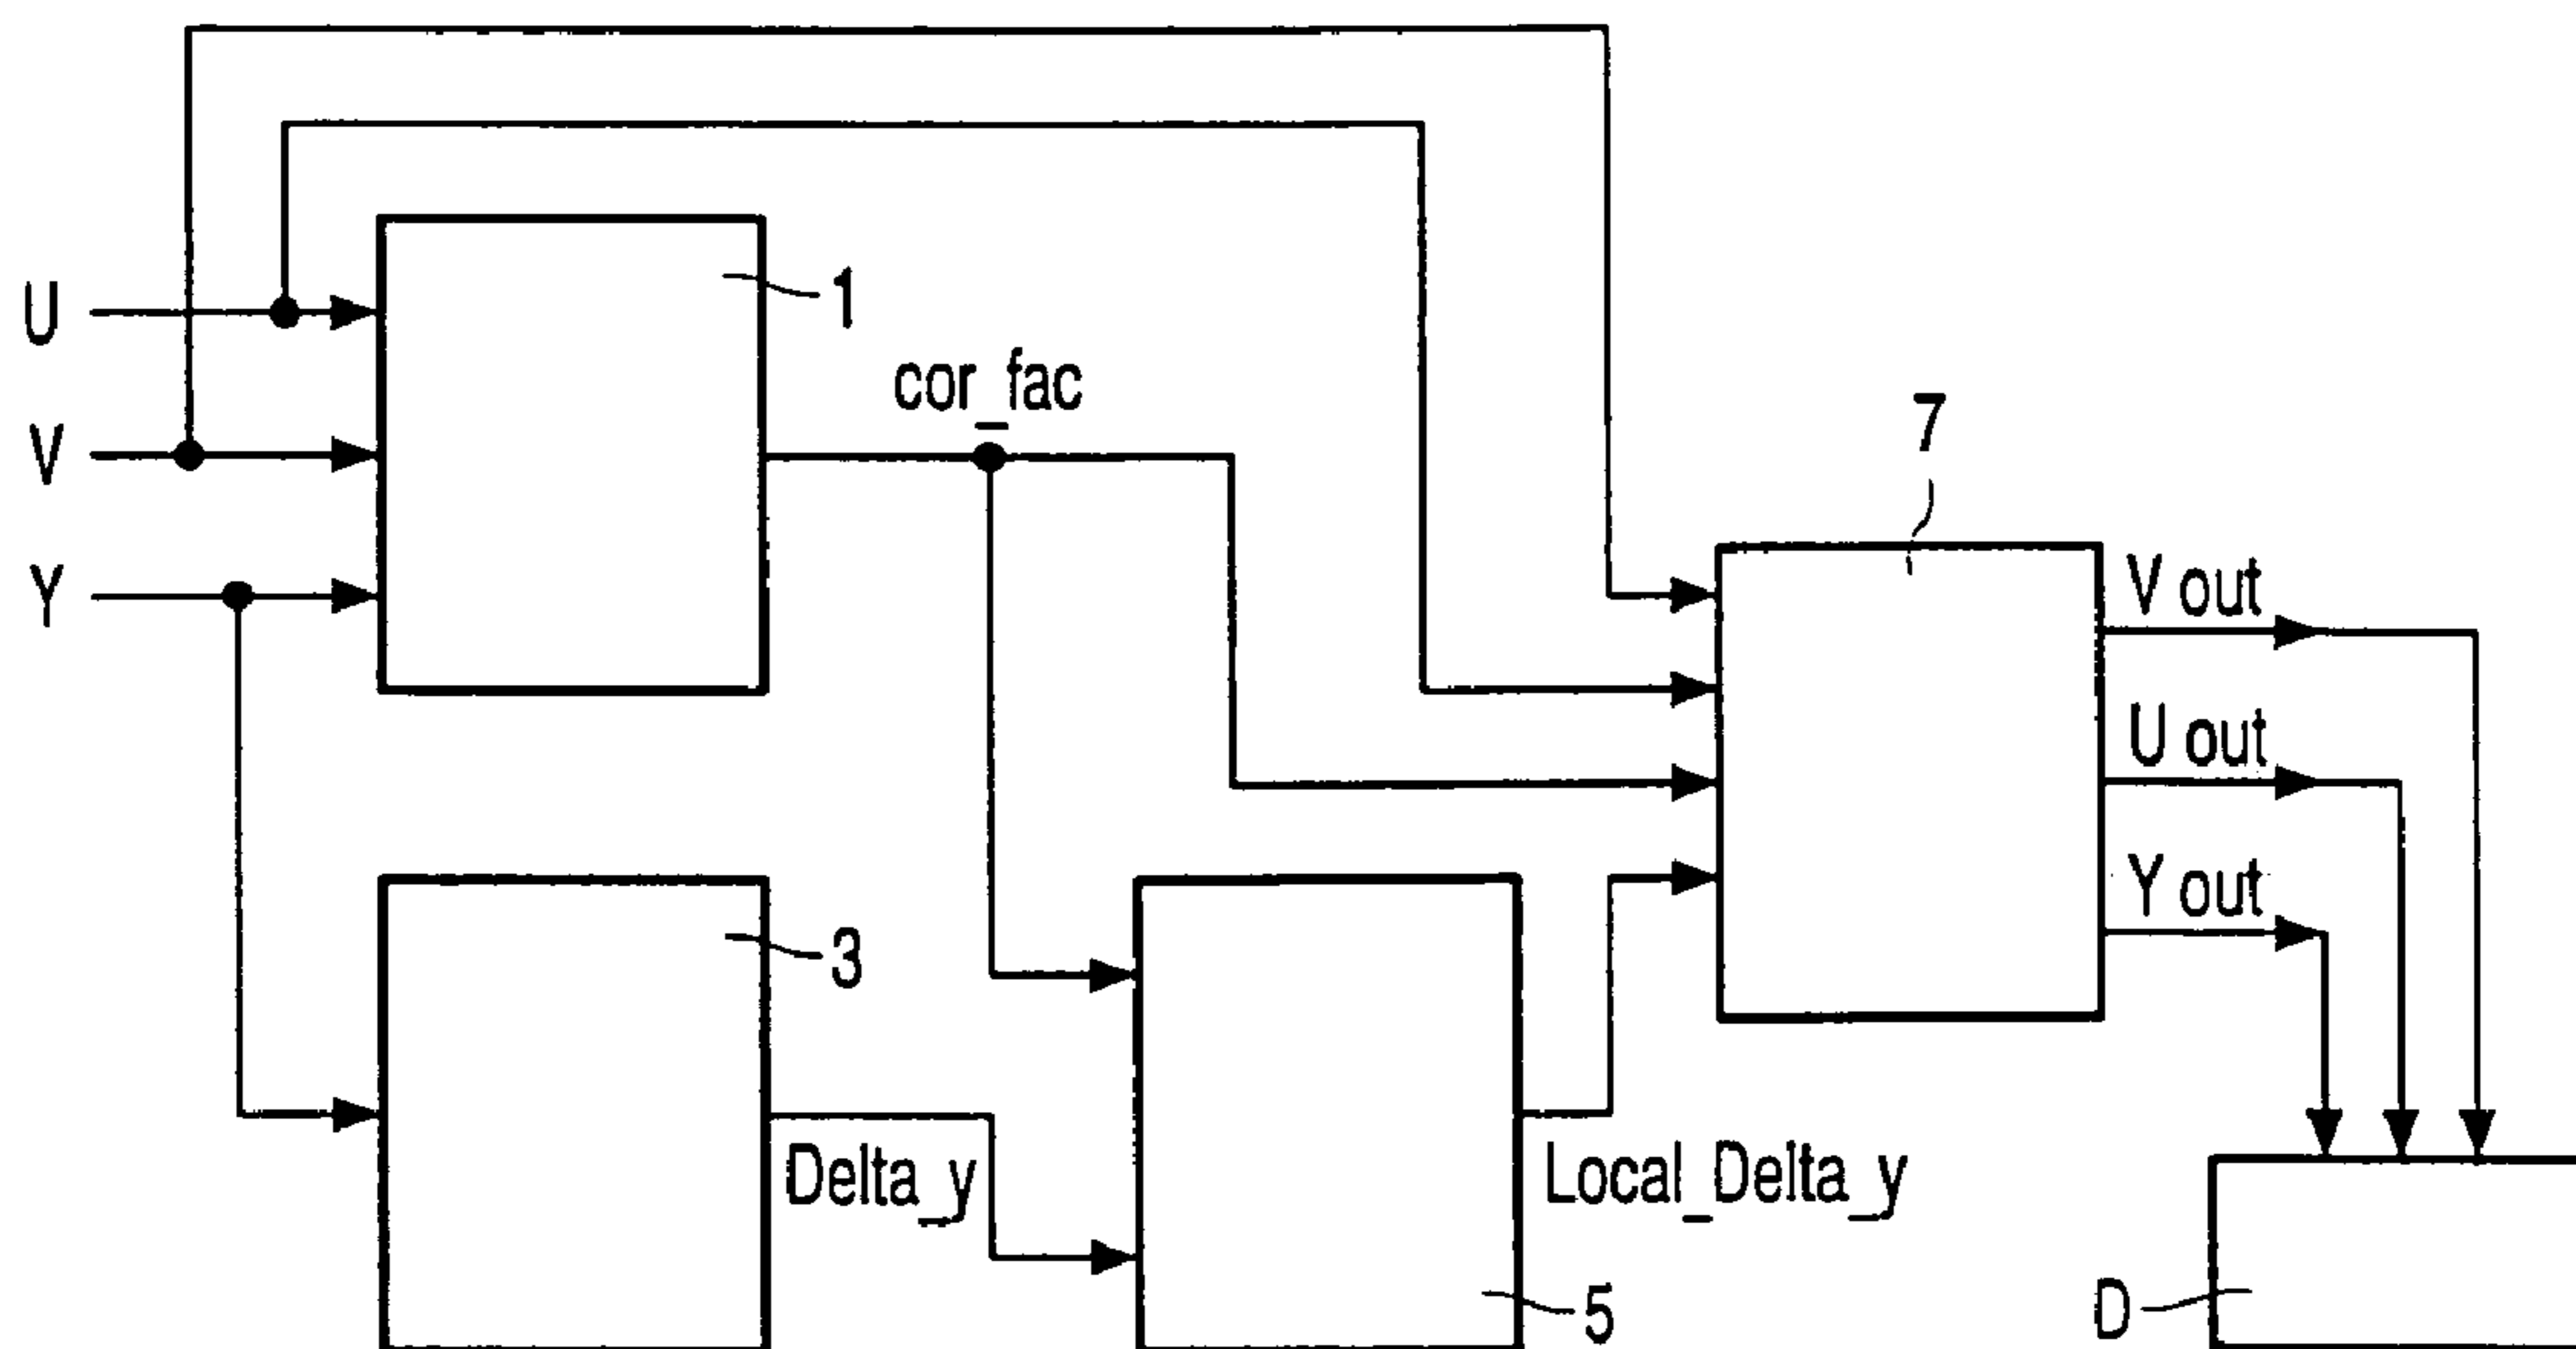 U
V
Y
1
cor_fac
7
V out
U out
Y out
3
Delta_y
5
Local_Delta_y
D